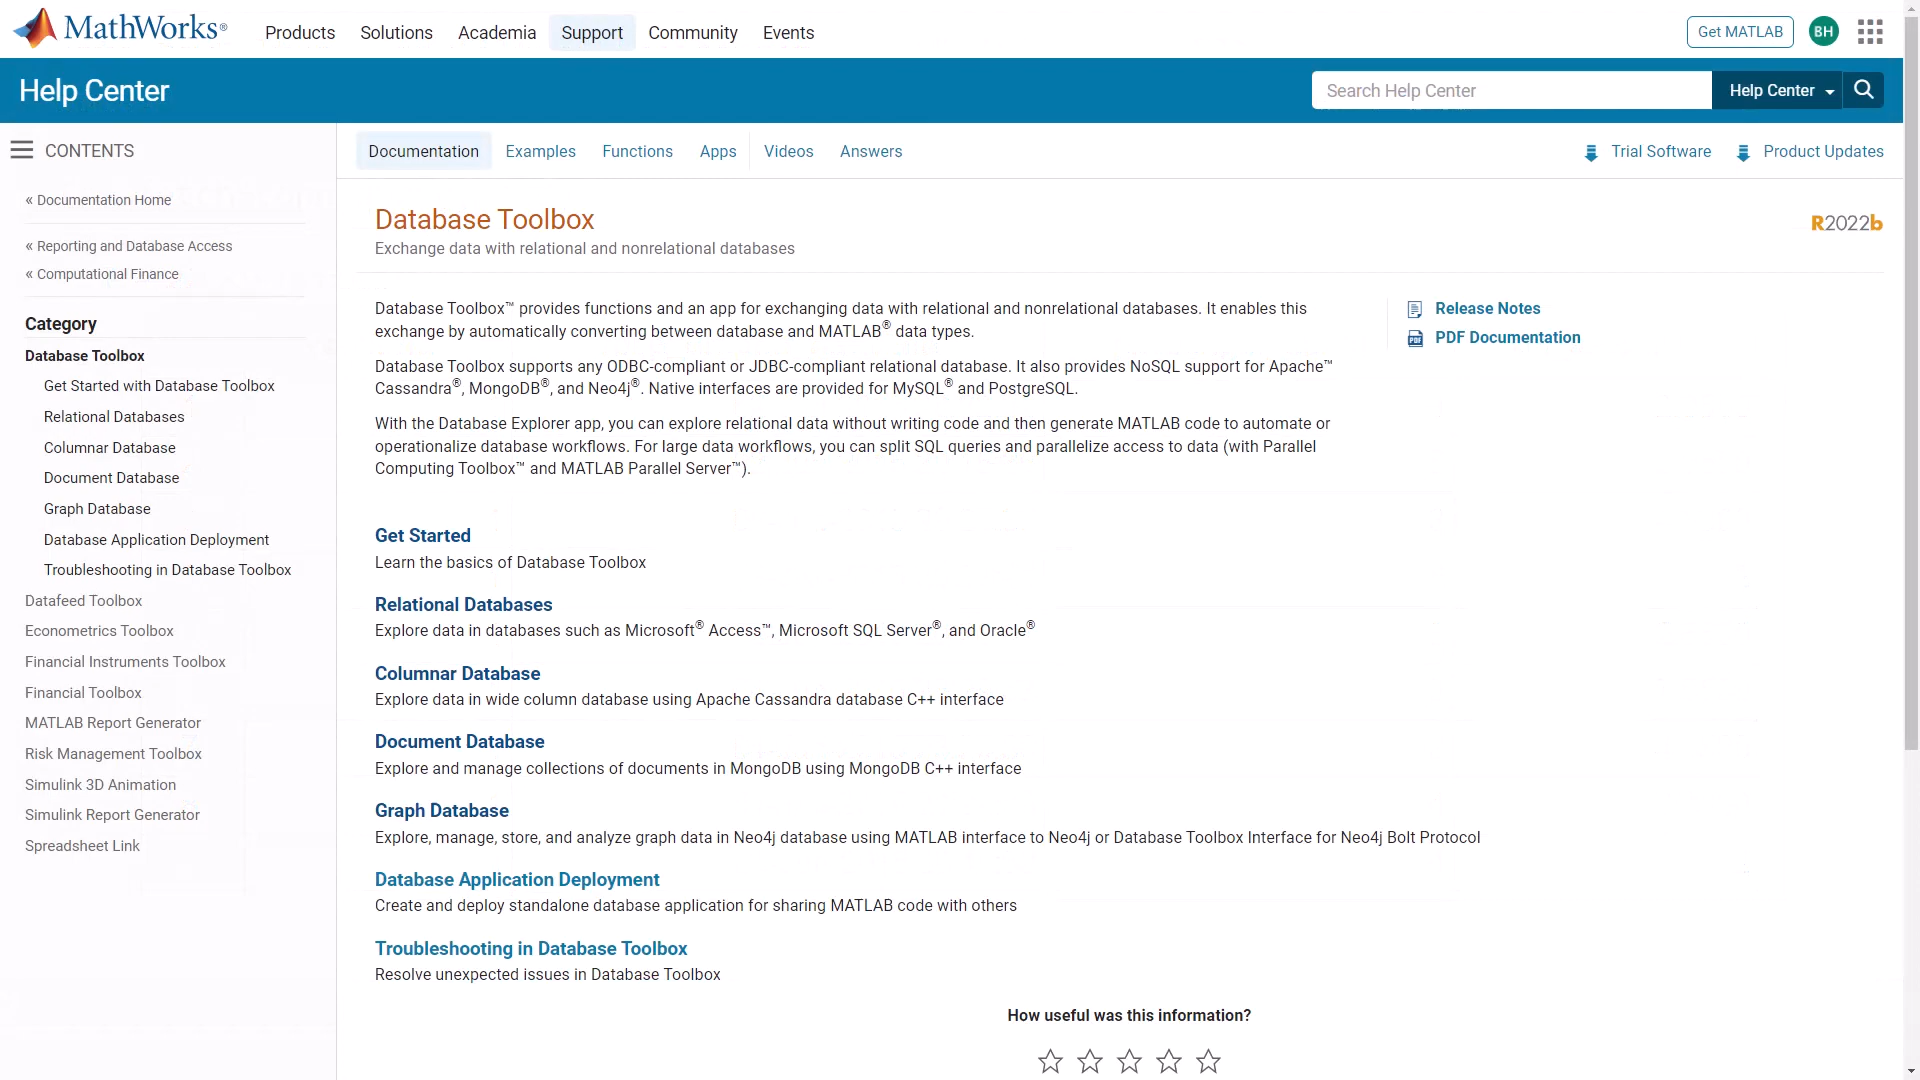 MathWorks®
Products Solutions Academia Support Community Events
Get MATLAB BH
Help Center
Search Help Center Help Center
CONTENTS
Documentation Examples Functions Apps Videos Answers
Trial Software Product Updates
« Documentation Home
« Reporting and Database Access
« Computational Finance
Category
Database Toolbox
Get Started with Database Toolbox
Relational Databases
Columnar Database
Document Database
Graph Database
Database Application Deployment
Troubleshooting in Database Toolbox
Datafeed Toolbox
Econometrics Toolbox
Financial Instruments Toolbox
Financial Toolbox
MATLAB Report Generator
Risk Management Toolbox
Simulink 3D Animation
Simulink Report Generator
Spreadsheet Link
Database Toolbox
R2022b
Exchange data with relational and nonrelational databases
Database Toolbox™ provides functions and an app for exchanging data with relational and nonrelational databases. It enables this
exchange by automatically converting between database and MATLAB® data types.
Database Toolbox supports any ODBC-compliant or JDBC-compliant relational database. It also provides NoSQL support for Apache™
Cassandra®, MongoDB®, and Neo4j®. Native interfaces are provided for MySQL® and PostgreSQL.
With the Database Explorer app, you can explore relational data without writing code and then generate MATLAB code to automate or
operationalize database workflows. For large data workflows, you can split SQL queries and parallelize access to data (with Parallel
Computing Toolbox™ and MATLAB Parallel Server™).
Release Notes
PDF PDF Documentation
Get Started
Learn the basics of Database Toolbox
Relational Databases
Explore data in databases such as Microsoft® Access™, Microsoft SQL Server®, and Oracle®
Columnar Database
Explore data in wide column database using Apache Cassandra database C++ interface
Document Database
Explore and manage collections of documents in MongoDB using MongoDB C++ interface
Graph Database
Explore, manage, store, and analyze graph data in Neo4j database using MATLAB interface to Neo4j or Database Toolbox Interface for Neo4j Bolt Protocol
Database Application Deployment
Create and deploy standalone database application for sharing MATLAB code with others
Troubleshooting in Database Toolbox
Resolve unexpected issues in Database Toolbox
How useful was this information?